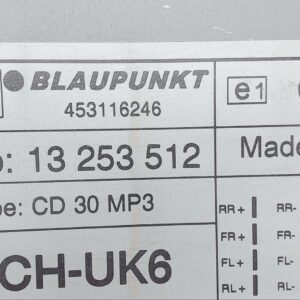 BLAUPUNKT
453116246
e1
: 13 253 512
Made
e: CD 30 MP3
CH-UK6
RR+ RR-
FR+ FR-
FL+ FL-
RL+ RL-